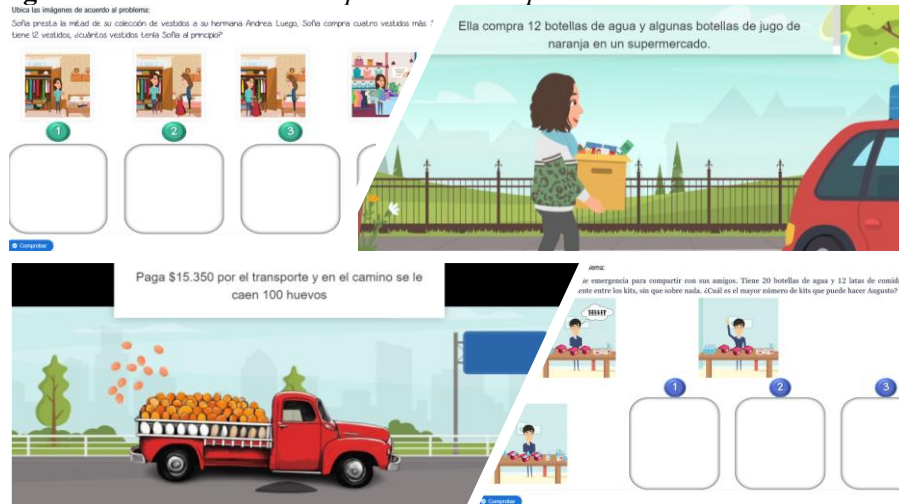 Ubica las imágenes de acuerdo al problema:
Sofía presta la mitad de su colección de vestidos a su hermana Andrea. Luego, Sofía compra cuatro vestidos más.
tiene 12 vestidos, ¿cuántos vestidos tenía Sofía al principio?
1
2
3
Comprobar
Ella compra 12 botellas de agua y algunas botellas de jugo de
naranja en un supermercado.
Paga $15.350 por el transporte y en el camino se le
caen 100 huevos
de emergencia para compartir con sus amigos. Tiene 20 botellas de agua y 12 latas de
entre los kits, sin que sobre nada. ¿Cuál es el mayor número de kits que puede hacer Augusto?
1
2
3
Comprobar